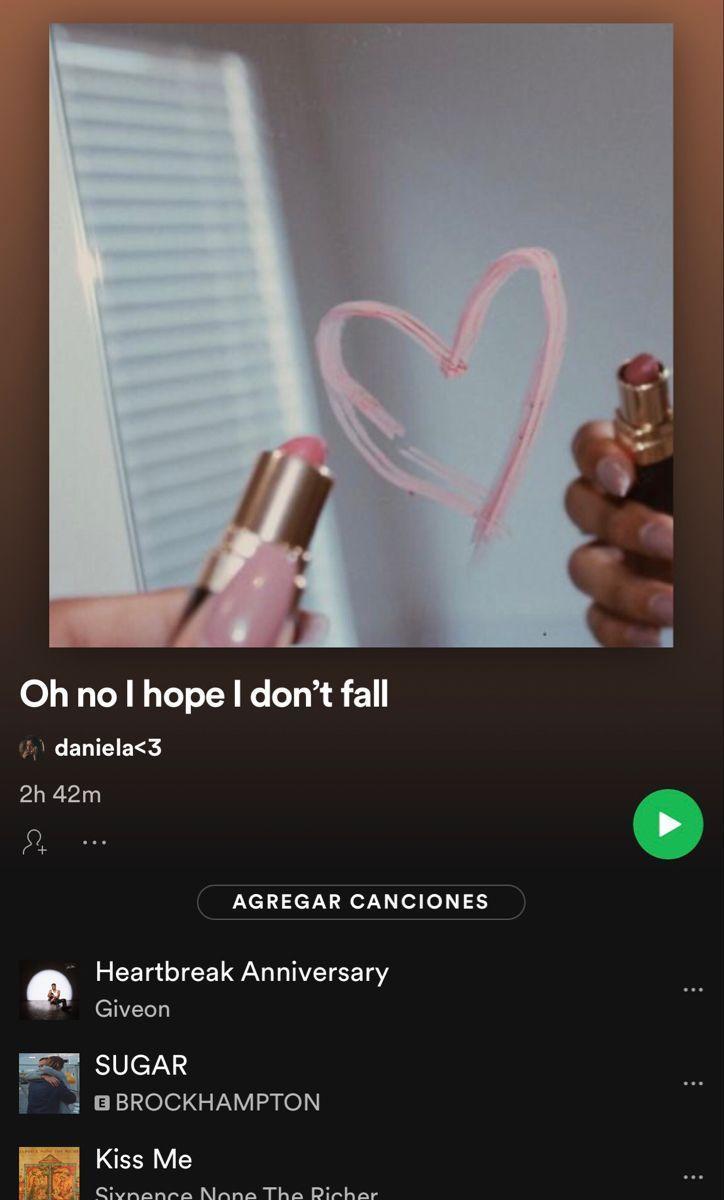 Oh no I hope I don’t fall
daniela<3
2h 42m
AGREGAR CANCIONES
Heartbreak Anniversary
Giveon
SUGAR
E BROCKHAMPTON
Kiss Me
Sixpence None The Richer